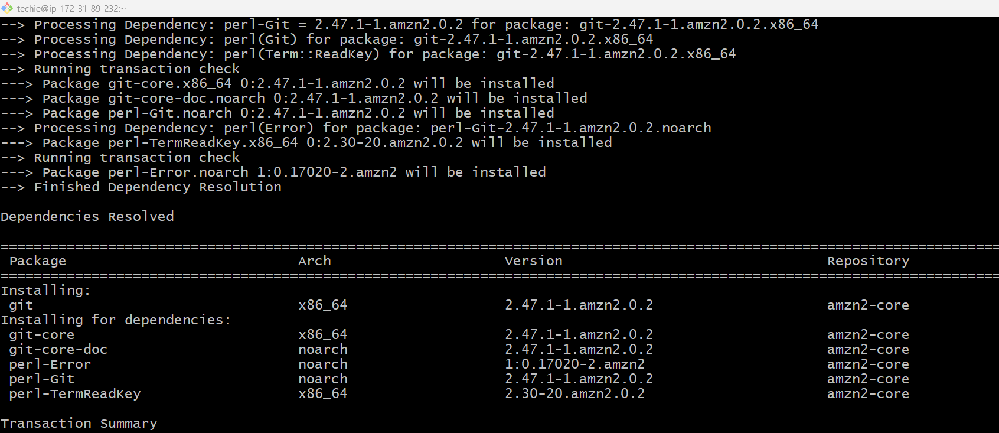 techie@ip-172-31-89-232:~
--> Processing Dependency: perl-Git = 2.47.1-1.amzn2.0.2 for package: git-2.47.1-1.amzn2.0.2.x86_64
--> Processing Dependency: perl(Git) for package: git-2.47.1-1.amzn2.0.2.x86_64
--> Processing Dependency: perl(Term::ReadKey) for package: git-2.47.1-1.amzn2.0.2.x86_64
--> Running transaction check
---> Package git-core.x86_64 0:2.47.1-1.amzn2.0.2 will be installed
---> Package git-core-doc.noarch 0:2.47.1-1.amzn2.0.2 will be installed
---> Package perl-Git.noarch 0:2.47.1-1.amzn2.0.2 will be installed
--> Processing Dependency: perl(Error) for package: perl-Git-2.47.1-1.amzn2.0.2.noarch
---> Package perl-TermReadKey.x86_64 0:2.30-20.amzn2.0.2 will be installed
--> Running transaction check
---> Package perl-Error.noarch 1:0.17020-2.amzn2 will be installed
--> Finished Dependency Resolution
Dependencies Resolved
=========================================================================================================================
Package Arch Version Repository
=========================================================================================================================
Installing:
git x86_64 2.47.1-1.amzn2.0.2 amzn2-core
Installing for dependencies:
git-core x86_64 2.47.1-1.amzn2.0.2 amzn2-core
git-core-doc noarch 2.47.1-1.amzn2.0.2 amzn2-core
perl-Error noarch 1:0.17020-2.amzn2 amzn2-core
perl-Git noarch 2.47.1-1.amzn2.0.2 amzn2-core
perl-TermReadKey x86_64 2.30-20.amzn2.0.2 amzn2-core
Transaction Summary